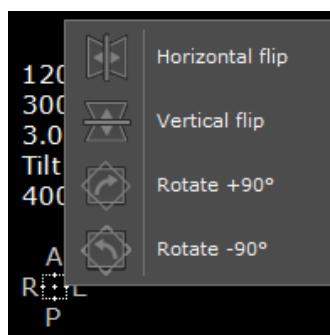 Horizontal flip
120
300
Vertical flip
3.0
Tilt
Rotate +90°
400
Rotate -90°
A
R L
P